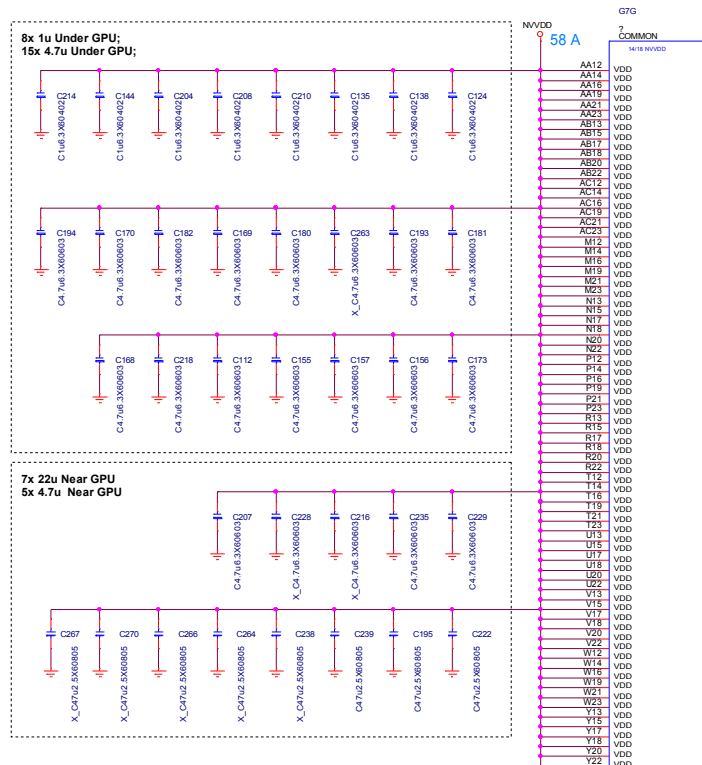 8x 1u Under GPU;
15x 4.7u Under GPU;
C214 C144 C204 C208 C210 C135 C138 C124
C1u6.3X60402
C1u6.3X60402
C1u6.3X60402
C1u6.3X60402
C1u6.3X60402
C1u6.3X60402
C1u6.3X60402
C1u6.3X60402
C194 C170 C182 C169 C180 C263 C193 C181
C4.7u6.3X60603
C4.7u6.3X60603
C4.7u6.3X60603
C4.7u6.3X60603
C4.7u6.3X60603
X_C4.7u6.3X60603
C4.7u6.3X60603
C4.7u6.3X60603
C168 C218 C112 C155 C157 C156 C173
C4.7u6.3X60603
C4.7u6.3X60603
C4.7u6.3X60603
C4.7u6.3X60603
C4.7u6.3X60603
C4.7u6.3X60603
C4.7u6.3X60603
7x 22u Near GPU
5x 4.7u Near GPU
C207 C228 C216 C235 C229
C4.7u6.3X60603
X_C4.7u6.3X60603
X_C4.7u6.3X60603
C4.7u6.3X60603
C4.7u6.3X60603
C267 C270 C266 C264 C238 C239 C195 C222
X_C47u2.5X60805
X_C47u2.5X60805
X_C47u2.5X60805
X_C47u2.5X60805
X_C47u2.5X60805
C47u2.5X60805
C47u2.5X60805
C47u2.5X60805
NVVDD
58 A
G7G
?
COMMON
14/18 NVVDD
AA12 VDD
AA14 VDD
AA16 VDD
AA19 VDD
AA21 VDD
AA23 VDD
AB13 VDD
AB15 VDD
AB17 VDD
AB18 VDD
AB20 VDD
AB22 VDD
AC12 VDD
AC14 VDD
AC16 VDD
AC19 VDD
AC21 VDD
AC23 VDD
M12 VDD
M14 VDD
M16 VDD
M19 VDD
M21 VDD
M23 VDD
N13 VDD
N15 VDD
N17 VDD
N18 VDD
N20 VDD
N22 VDD
P12 VDD
P14 VDD
P16 VDD
P19 VDD
P21 VDD
P23 VDD
R13 VDD
R15 VDD
R17 VDD
R18 VDD
R20 VDD
R22 VDD
T12 VDD
T14 VDD
T16 VDD
T19 VDD
T21 VDD
T23 VDD
U13 VDD
U15 VDD
U17 VDD
U18 VDD
U20 VDD
U22 VDD
V13 VDD
V15 VDD
V17 VDD
V18 VDD
V20 VDD
V22 VDD
W12 VDD
W14 VDD
W16 VDD
W19 VDD
W21 VDD
W23 VDD
Y13 VDD
Y15 VDD
Y17 VDD
Y18 VDD
Y20 VDD
Y22 VDD